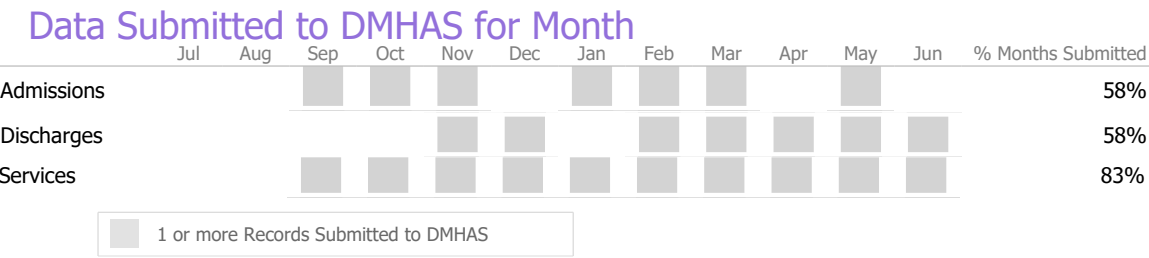 Data Submitted to DMHAS for Month
Jul Aug Sep Oct Nov Dec Jan Feb Mar Apr May Jun % Months Submitted
Admissions 58%
Discharges 58%
Services 83%
1 or more Records Submitted to DMHAS